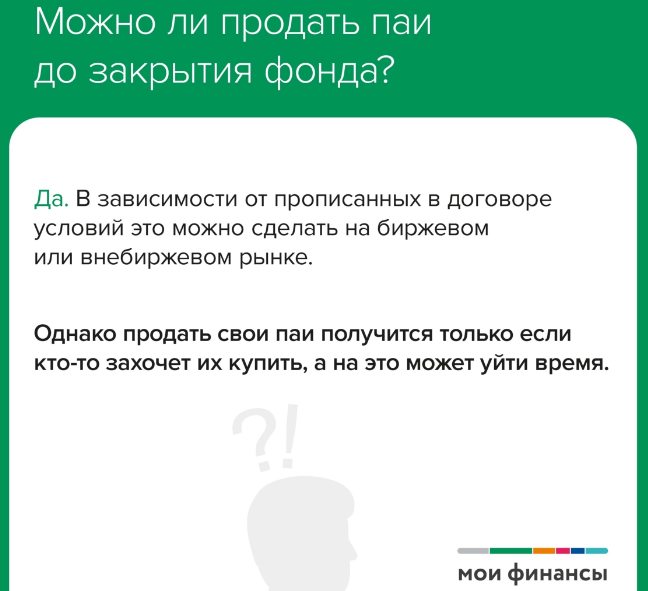 Можно ли продать паи
до закрытия фонда?
Да. В зависимости от прописанных в договоре
условий это можно сделать на биржевом
или внебиржевом рынке.
Однако продать свои паи получится только если
кто-то захочет их купить, а на это может уйти время.
?!
мои финансы